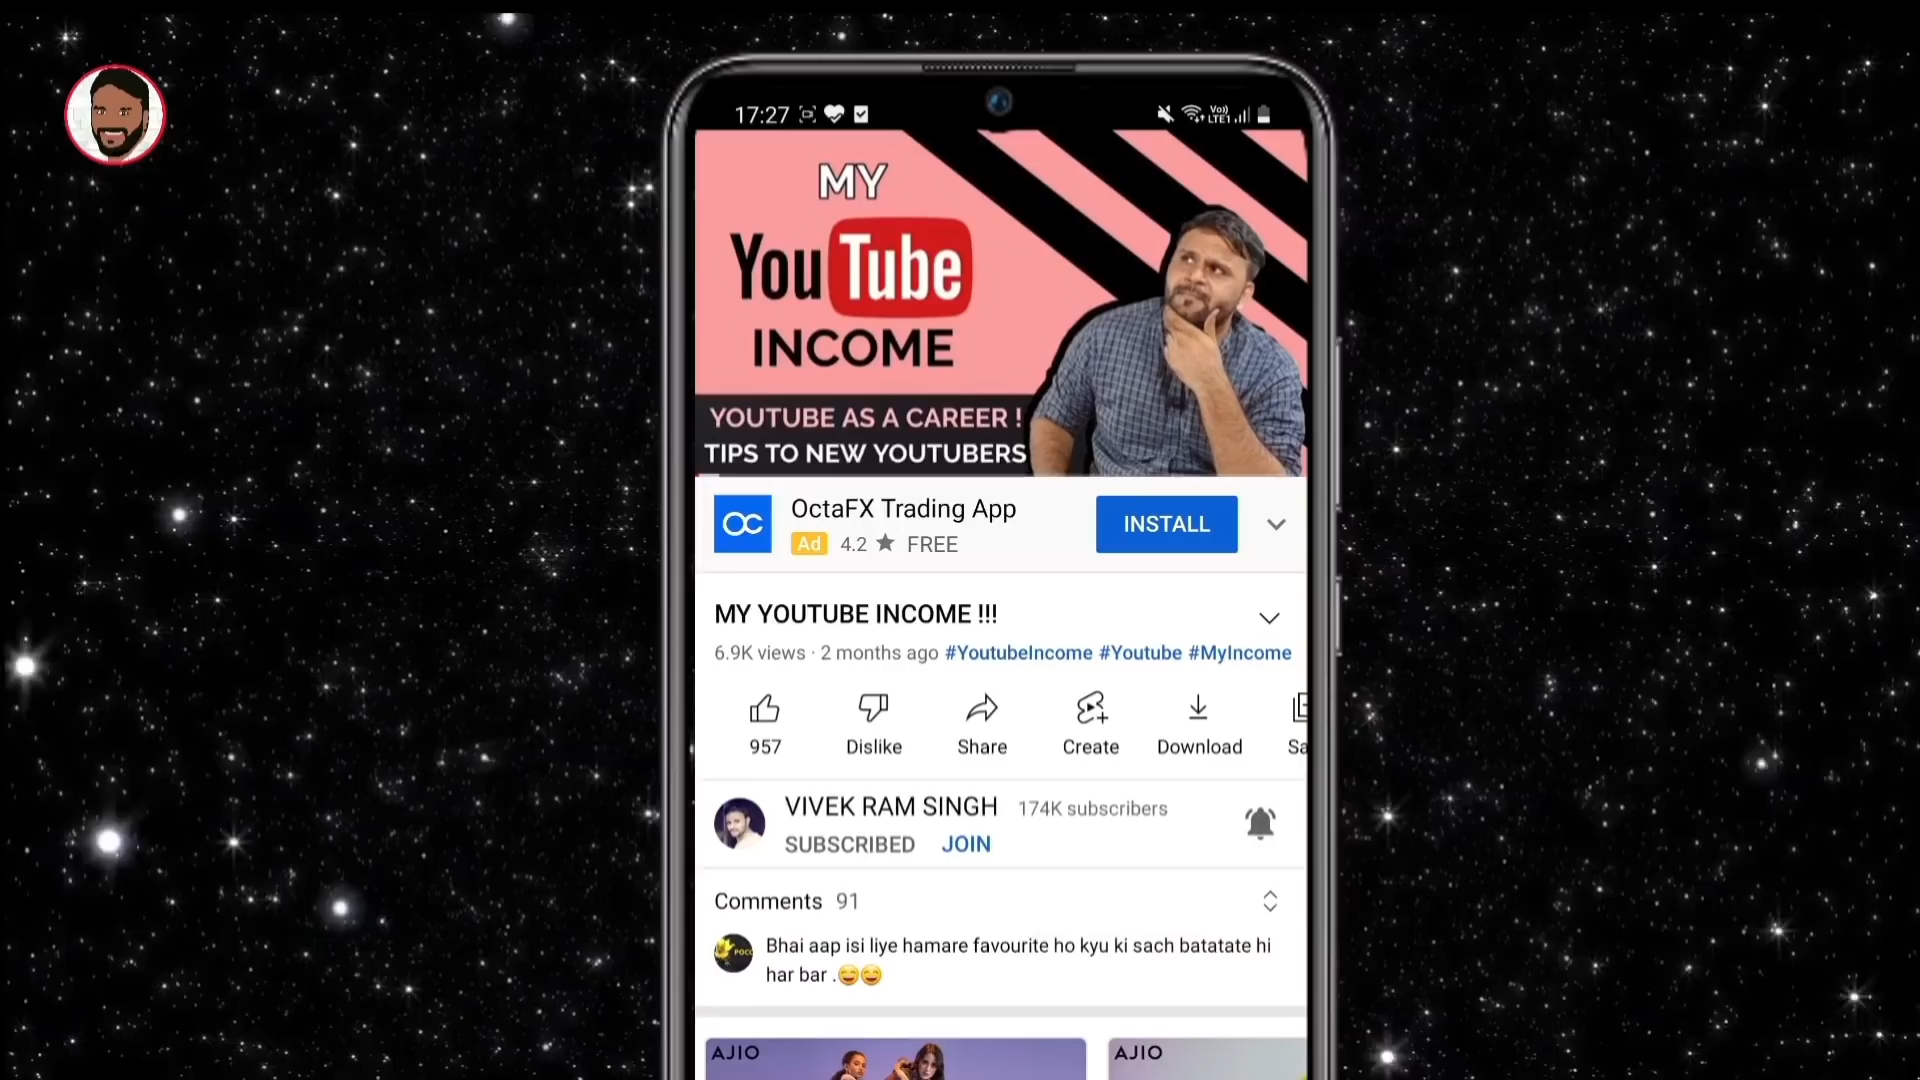 17:27
Vo))
LTE1
MY
YouTube
INCOME
YOUTUBE AS A CAREER !
TIPS TO NEW YOUTUBERS
OctaFX Trading App
Ad 4.2 ★ FREE
INSTALL
MY YOUTUBE INCOME !!!
6.9K views · 2 months ago #YoutubeIncome #Youtube #MyIncome
957 Dislike Share Create Download Sa
VIVEK RAM SINGH 174K subscribers
SUBSCRIBED JOIN
Comments 91
POCO
Bhai aap isi liye hamare favourite ho kyu ki sach batatate hi
har bar .😄😄
AJIO AJIO